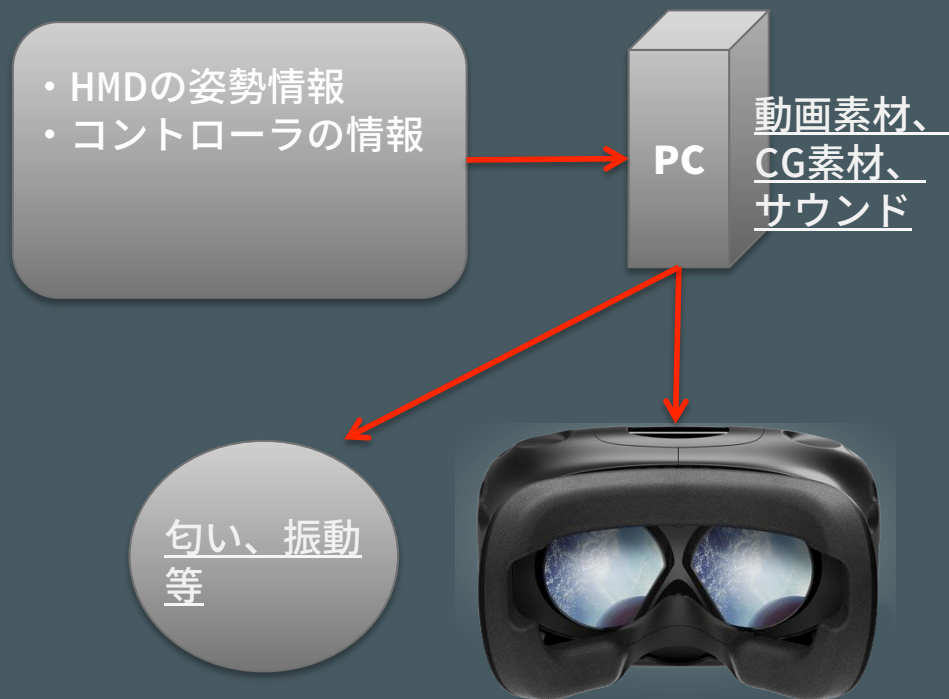 ・HMDの姿勢情報
・コントローラの情報
PC
動画素材、
CG素材、
サウンド
匂い、振動
等